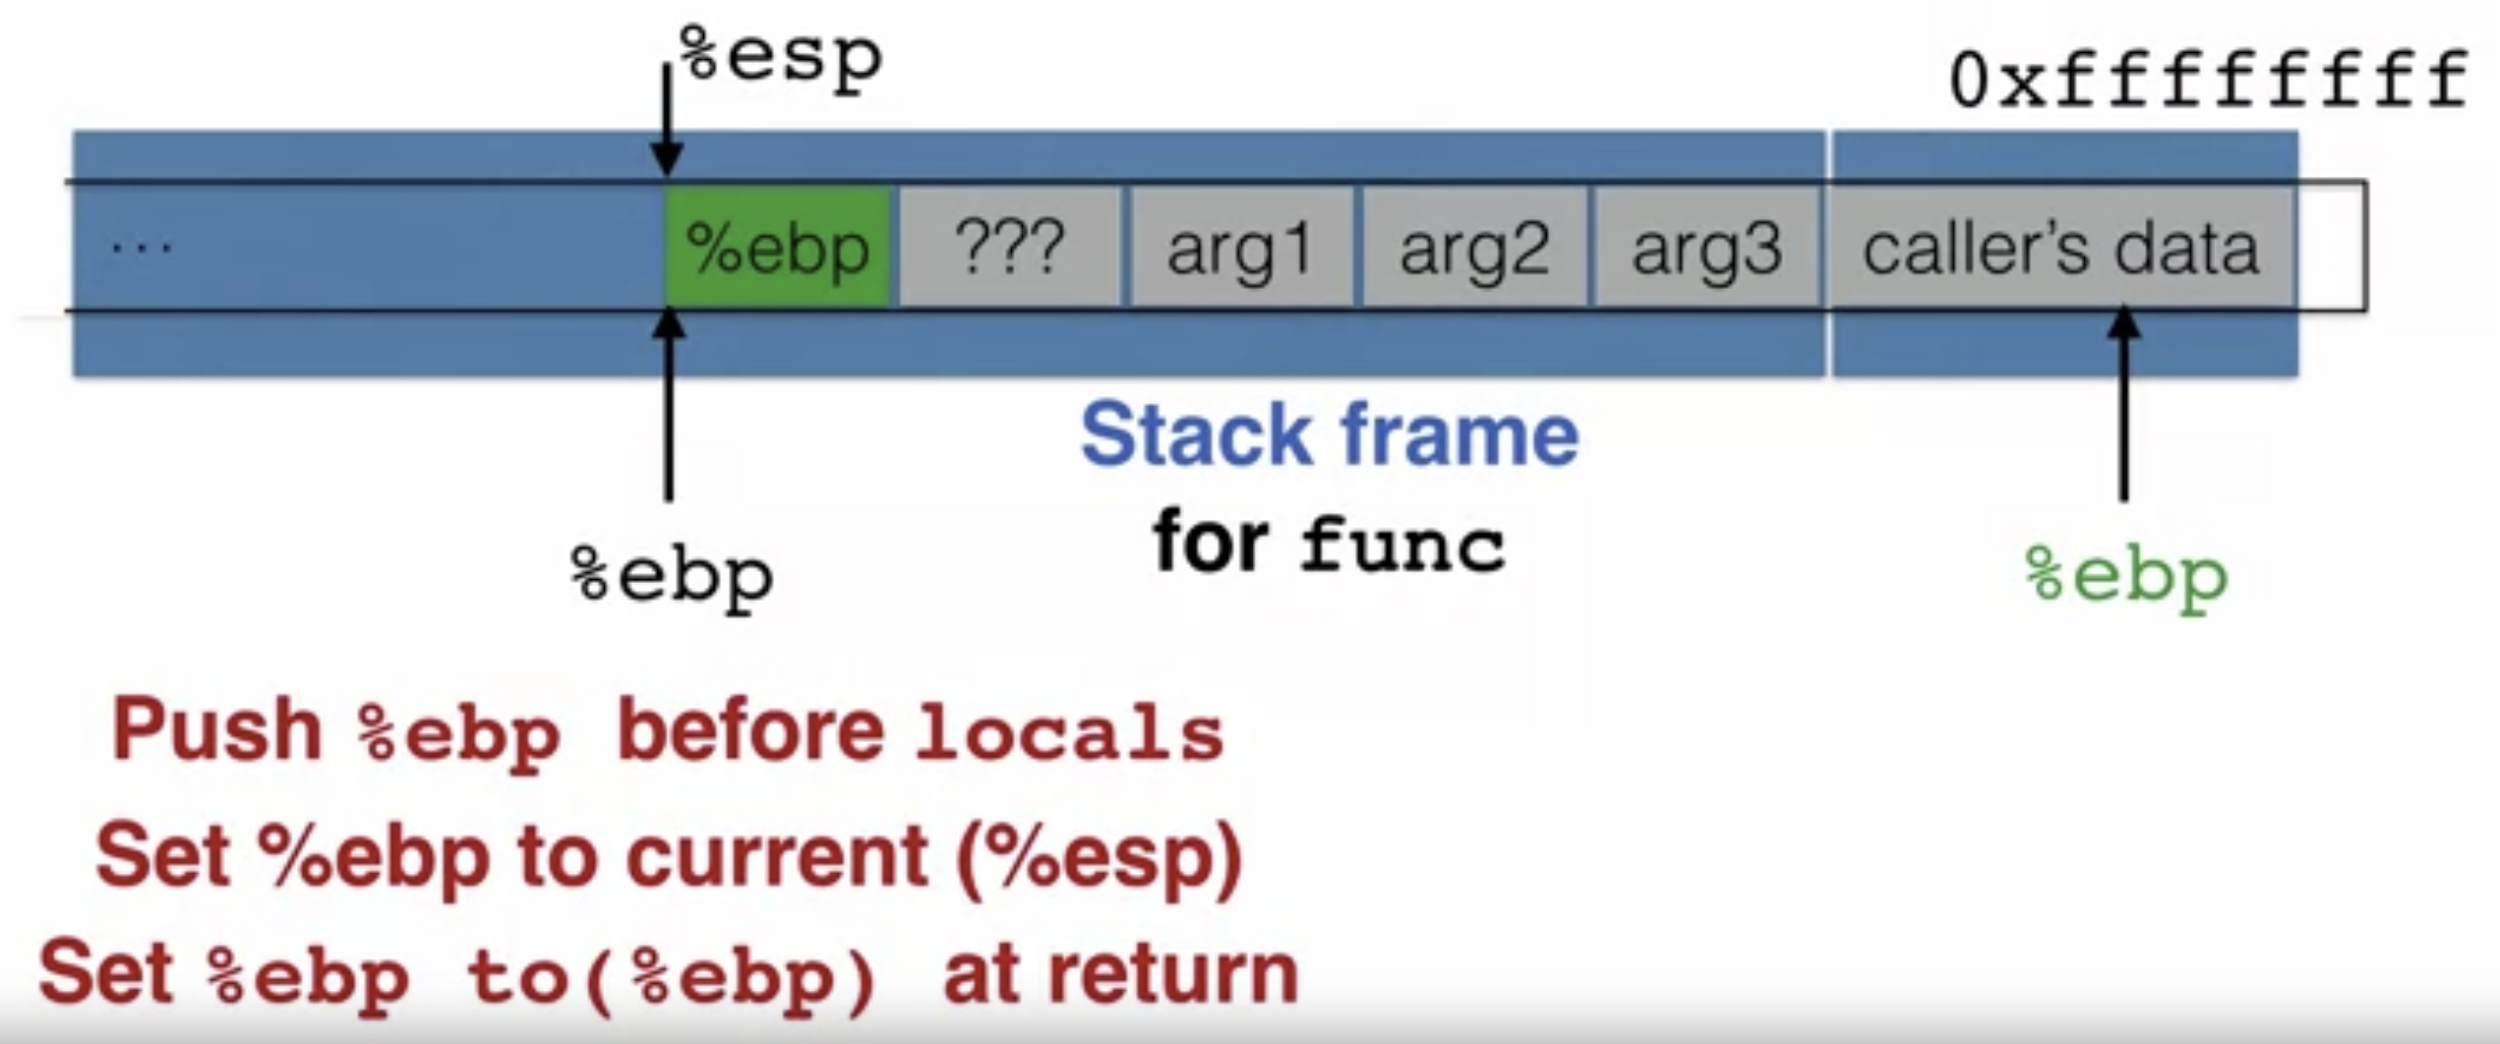 %esp
0xffffffff
... %ebp ??? arg1 arg2 arg3 caller's data
Stack frame
for func
%ebp
%ebp
Push %ebp before locals
Set %ebp to current (%esp)
Set %ebp to(%ebp) at return